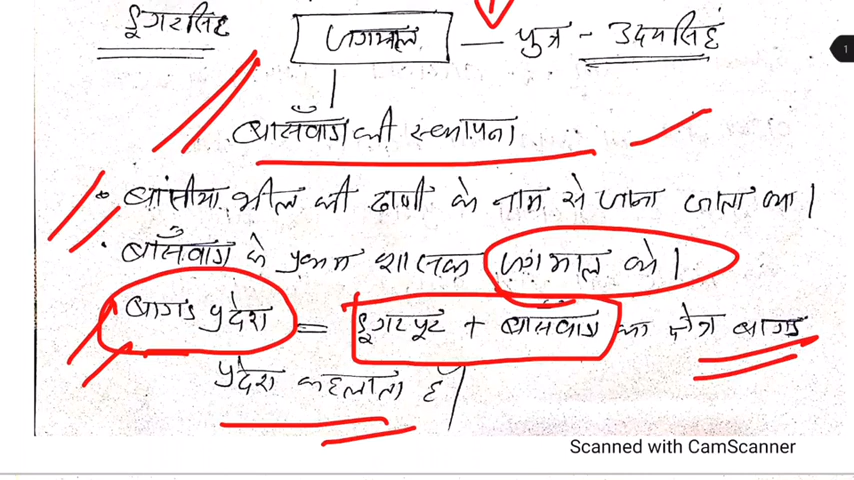 डूंगरसिंह जगमाल — पुत्र - उदयसिंह
बाँसवाड़ा की स्थापना
• बांसीया भील की ढाणी के नाम से जाना जाता था।
• बाँसवाड़ा के प्रथम शासक जगमाल थे।
बागड़ प्रदेश = डूंगरपुर + बाँसवाड़ा का क्षेत्र बागड़
प्रदेश कहलाता है।
Scanned with CamScanner
1